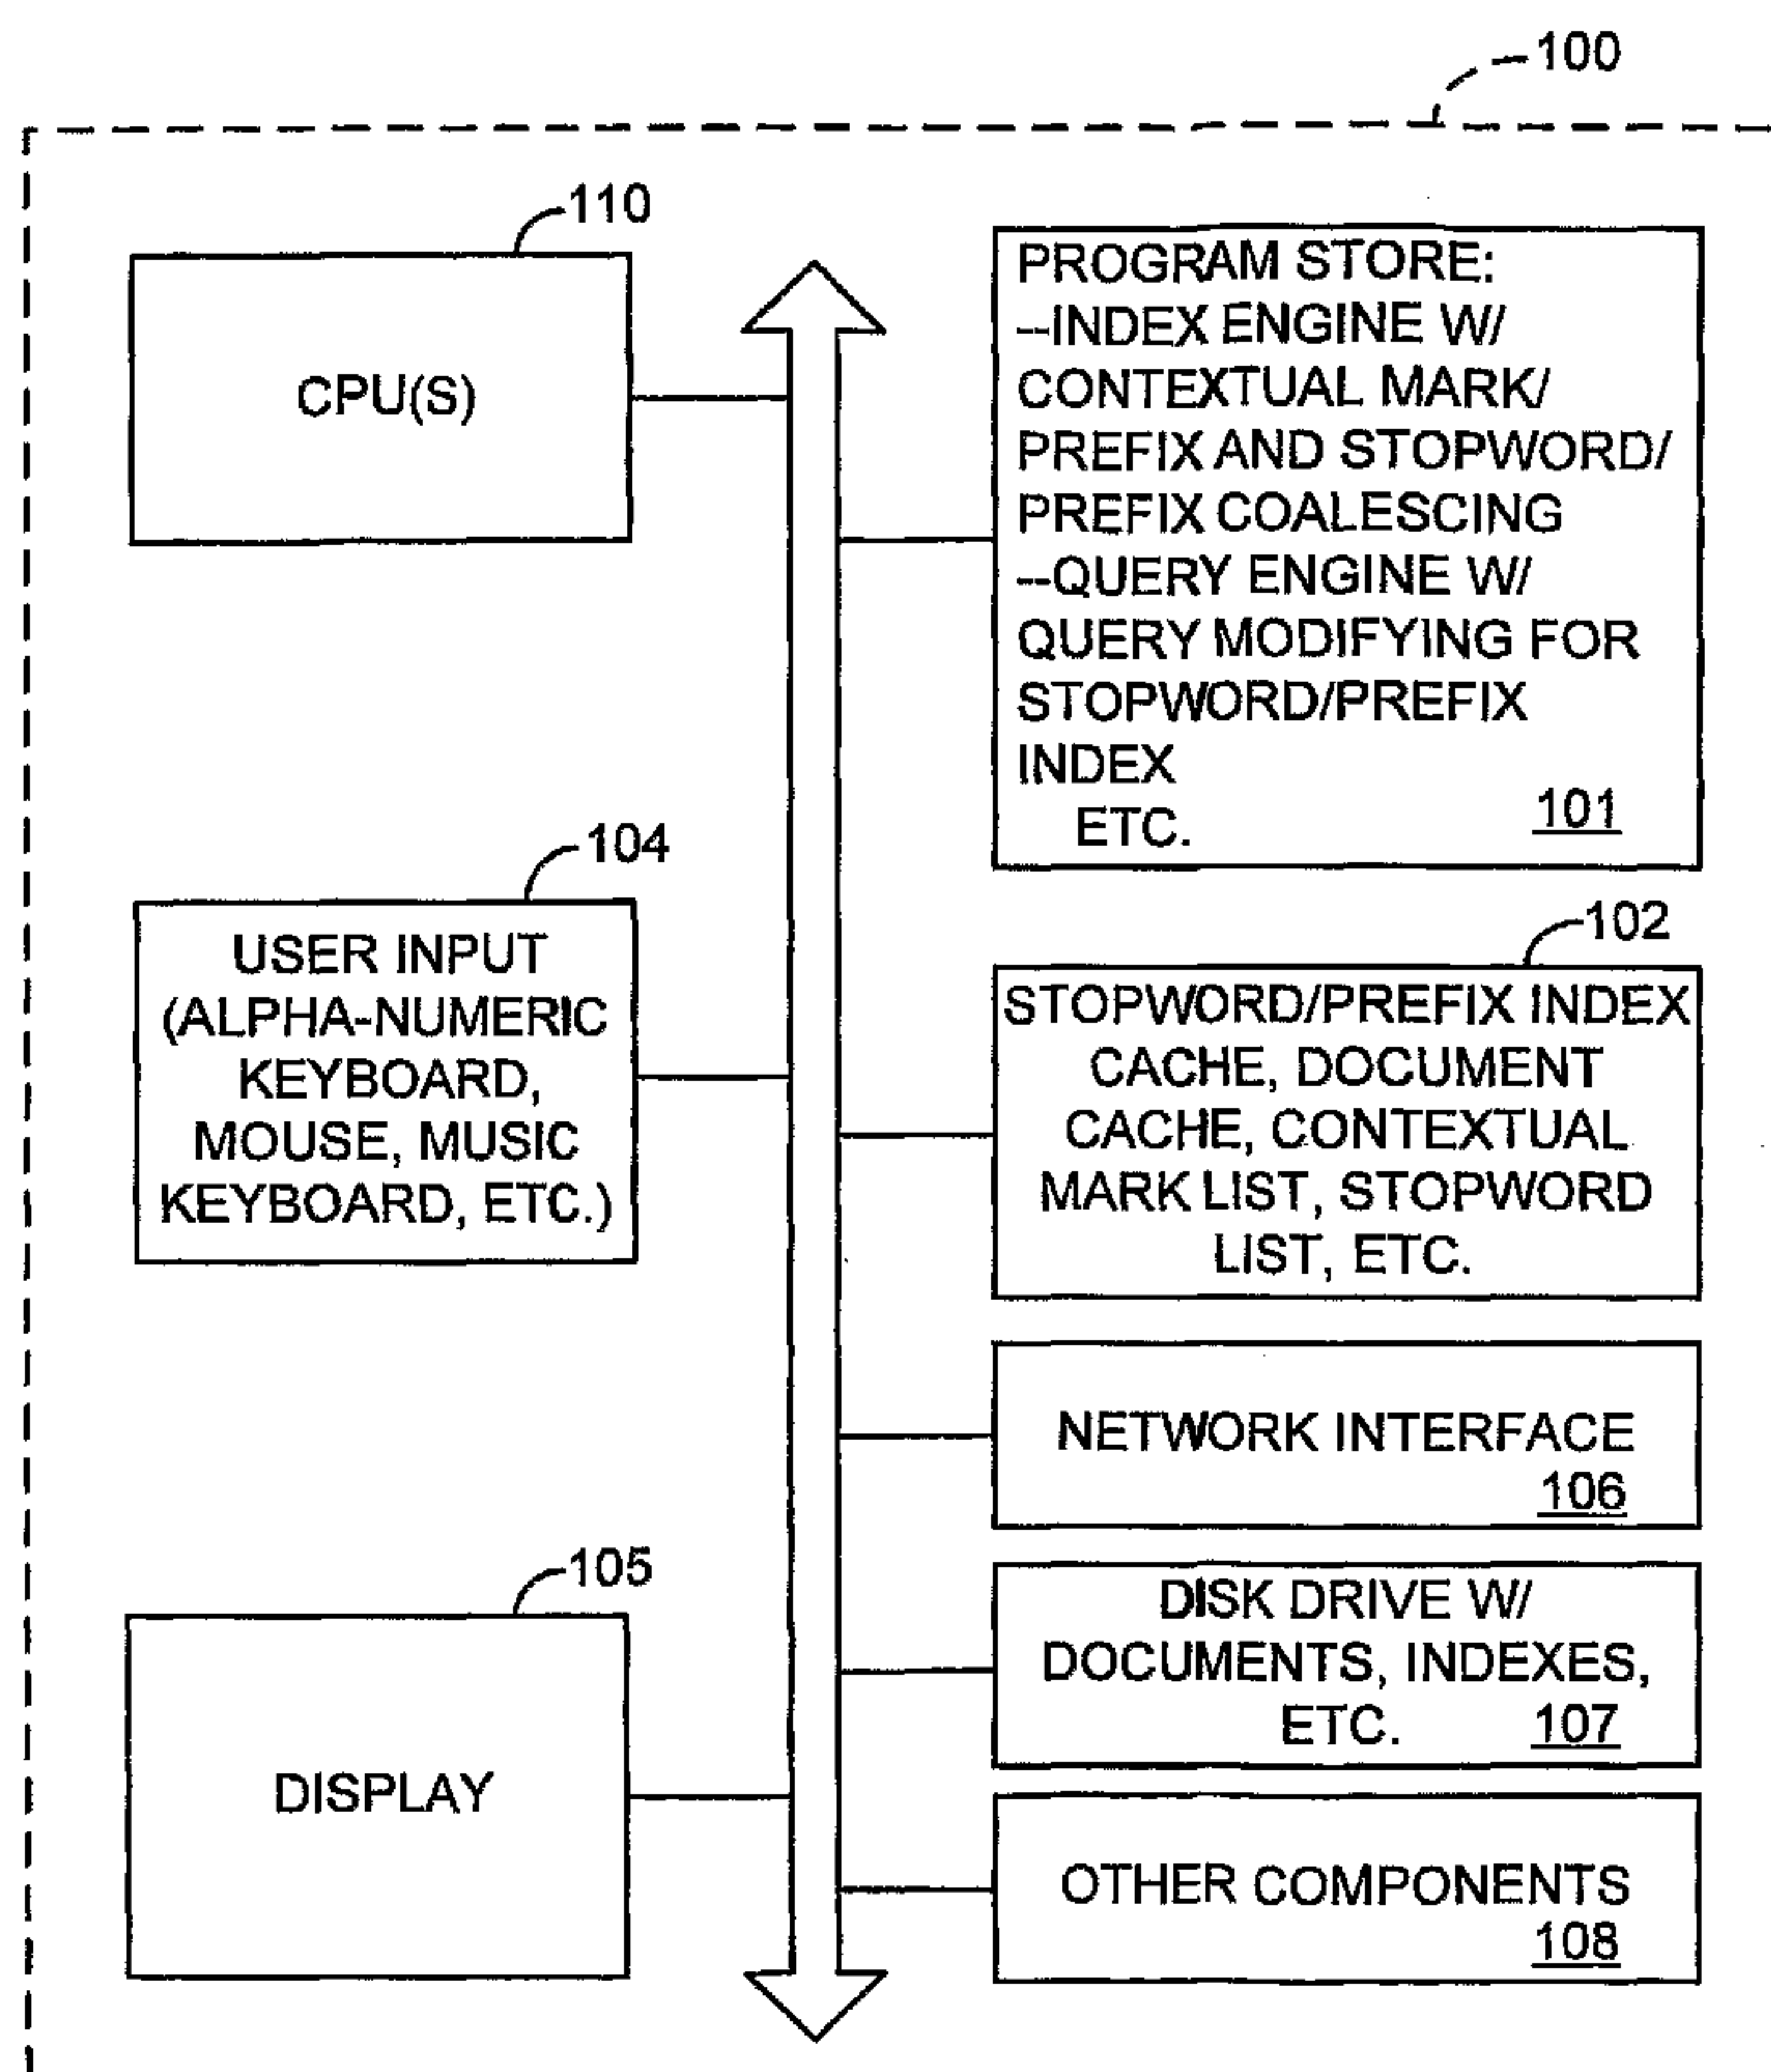 100
110
CPU(S)
PROGRAM STORE:
--INDEX ENGINE W/
CONTEXTUAL MARK/
PREFIX AND STOPWORD/
PREFIX COALESCING
--QUERY ENGINE W/
QUERY MODIFYING FOR
STOPWORD/PREFIX
INDEX
ETC.
101
104
USER INPUT
(ALPHA-NUMERIC
KEYBOARD,
MOUSE, MUSIC
KEYBOARD, ETC.)
102
STOPWORD/PREFIX INDEX
CACHE, DOCUMENT
CACHE, CONTEXTUAL
MARK LIST, STOPWORD
LIST, ETC.
NETWORK INTERFACE
106
105
DISPLAY
DISK DRIVE W/
DOCUMENTS, INDEXES,
ETC.
107
OTHER COMPONENTS
108